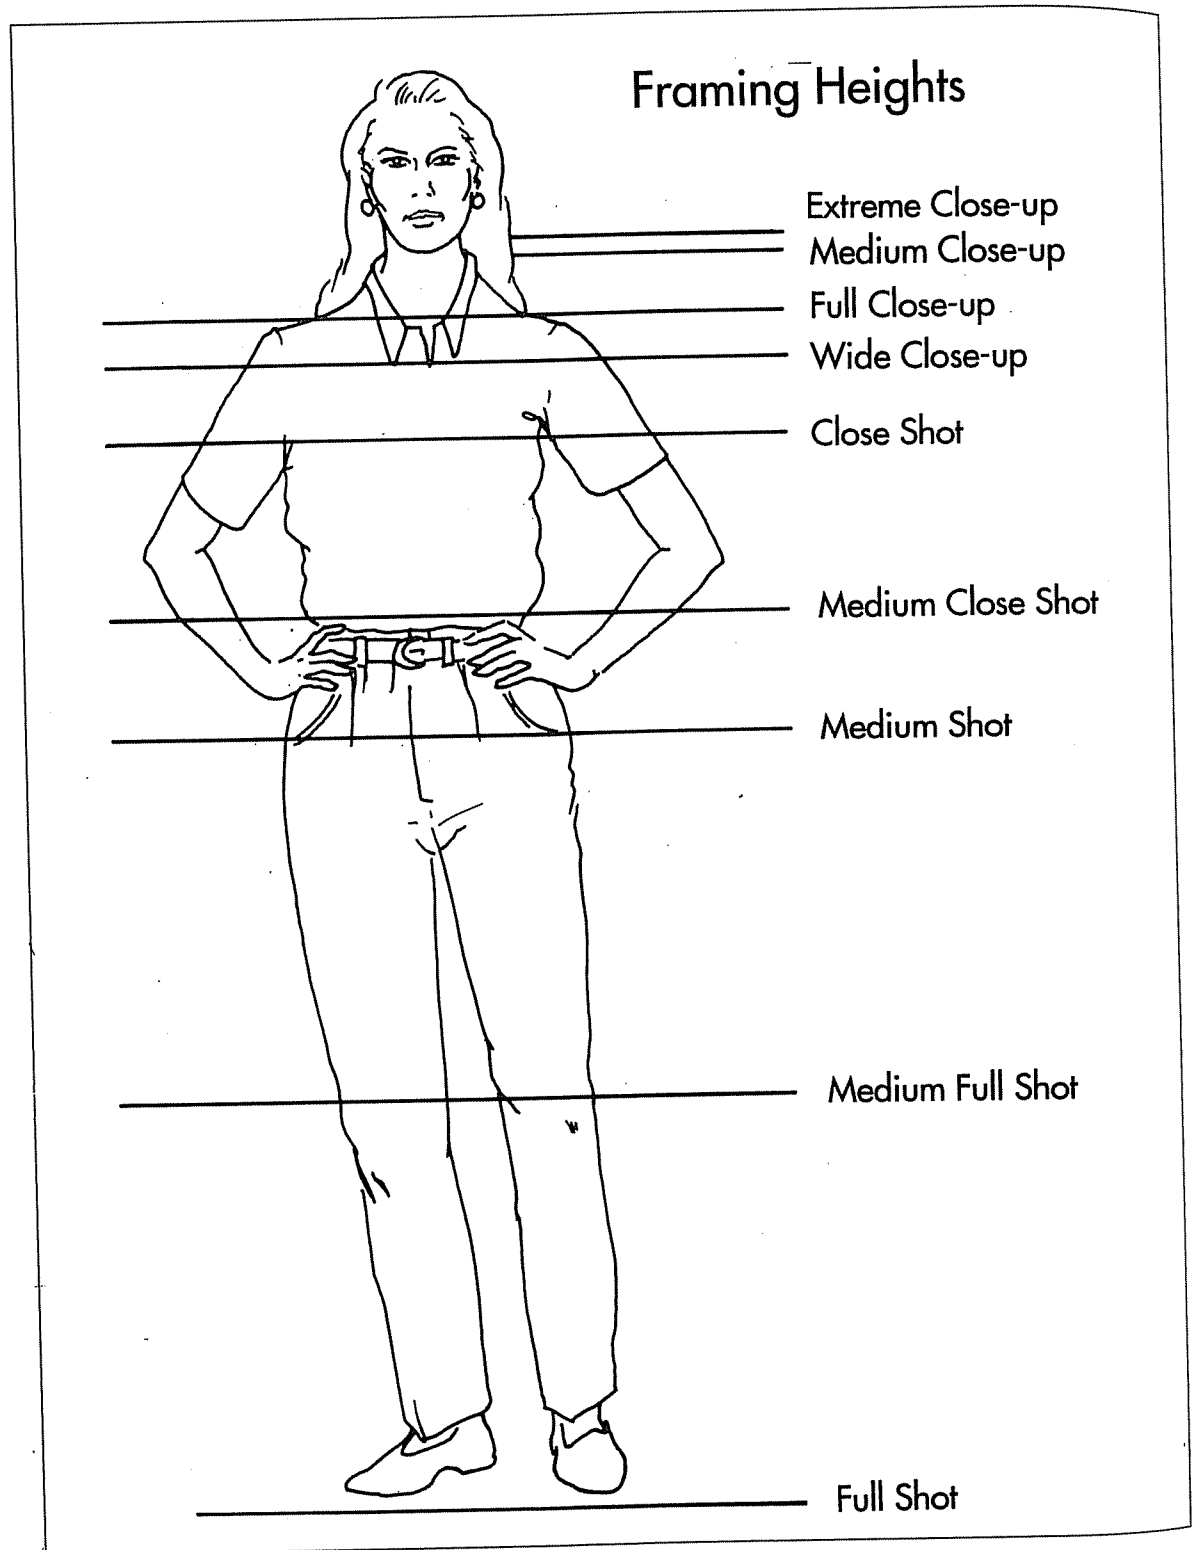 Framing Heights
Extreme Close-up
Medium Close-up
Full Close-up
Wide Close-up
Close Shot
Medium Close Shot
Medium Shot
Medium Full Shot
Full Shot